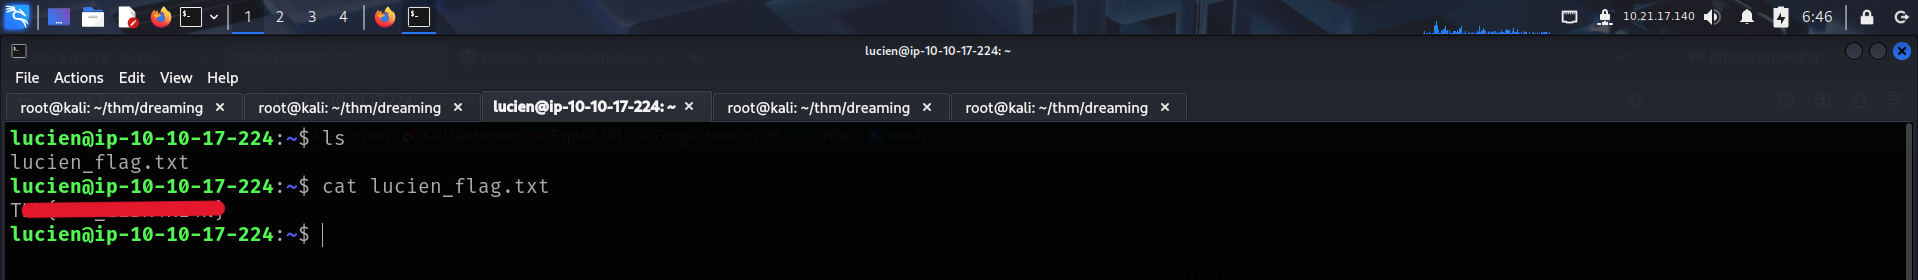 1 2 3 4 10.21.17.140 6:46
lucien@ip-10-10-17-224: ~
File Actions Edit View Help
root@kali: ~/thm/dreaming × root@kali: ~/thm/dreaming × lucien@ip-10-10-17-224: ~ × root@kali: ~/thm/dreaming × root@kali: ~/thm/dreaming ×
lucien@ip-10-10-17-224:~$ ls
lucien_flag.txt
lucien@ip-10-10-17-224:~$ cat lucien_flag.txt
lucien@ip-10-10-17-224:~$